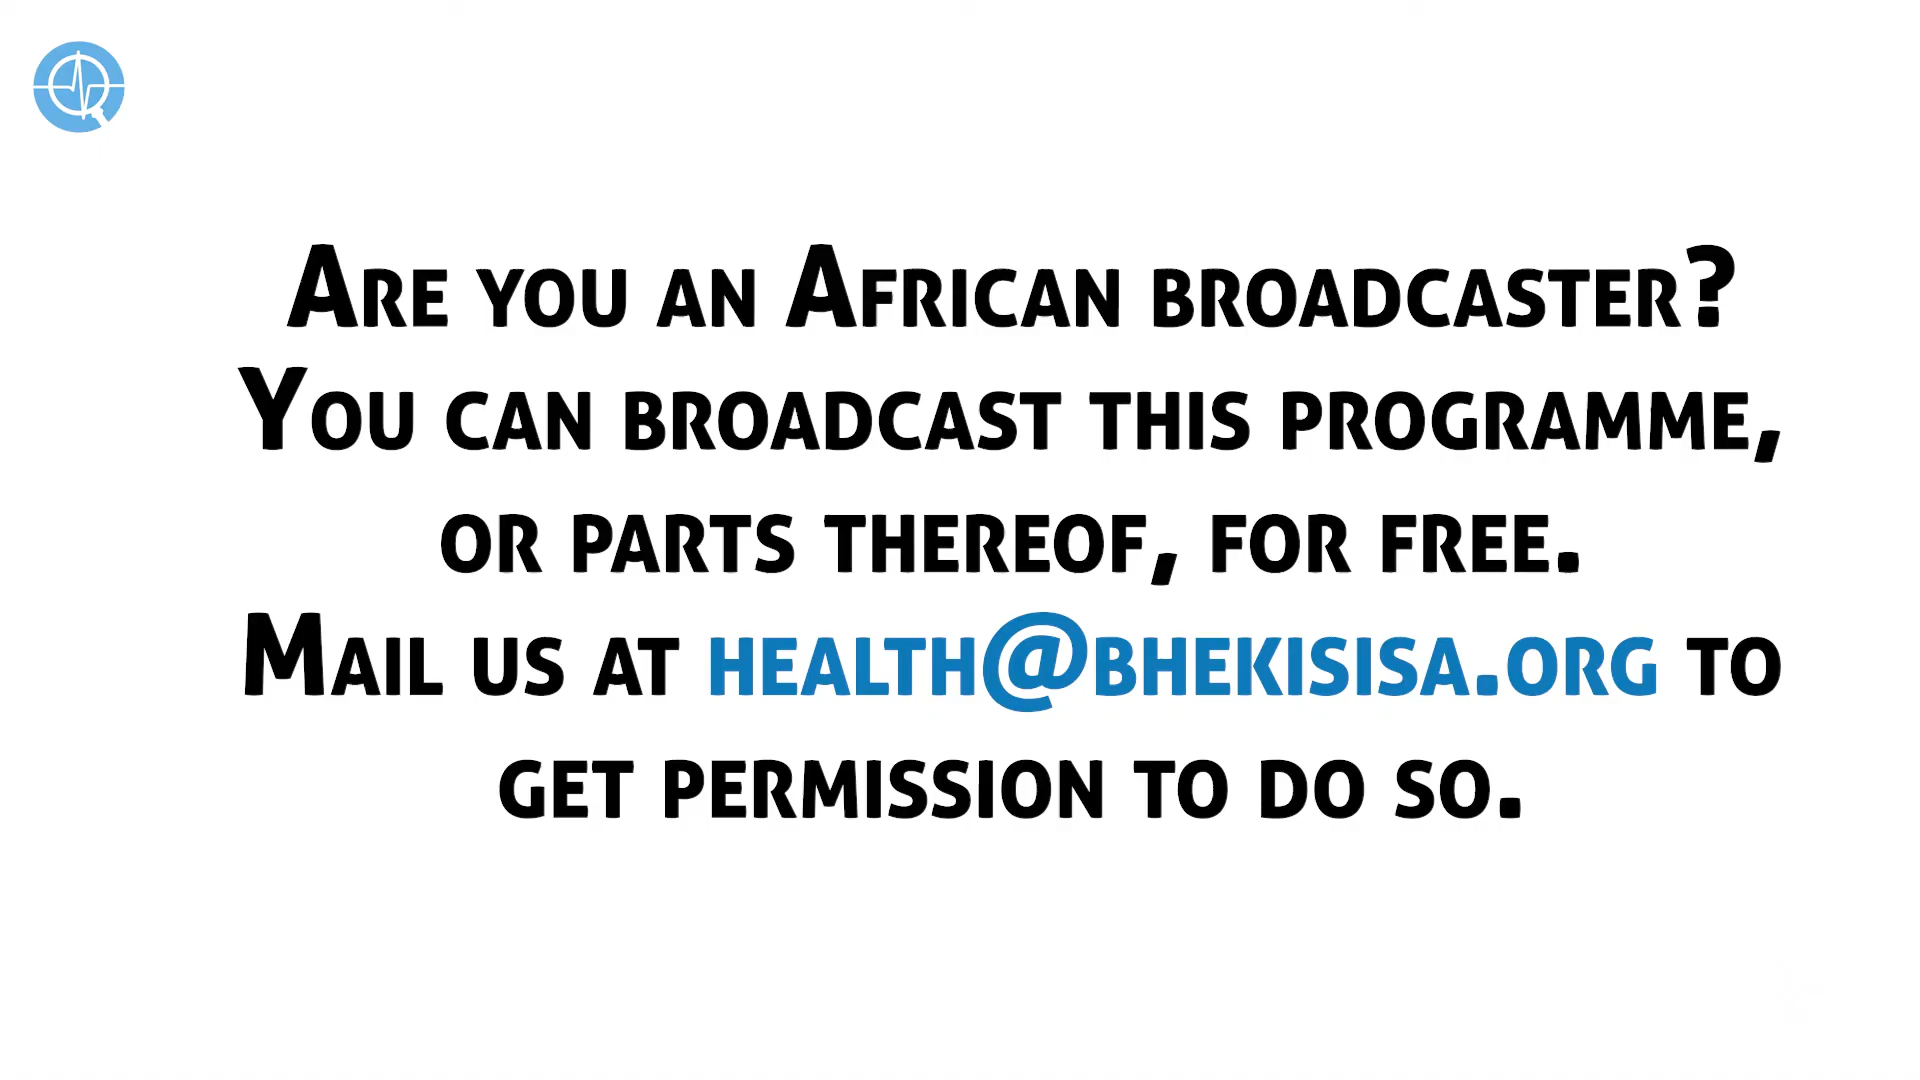 Are you an African broadcaster?
You can broadcast this programme,
or parts thereof, for free.
Mail us at health@bhekisisa.org to
get permission to do so.